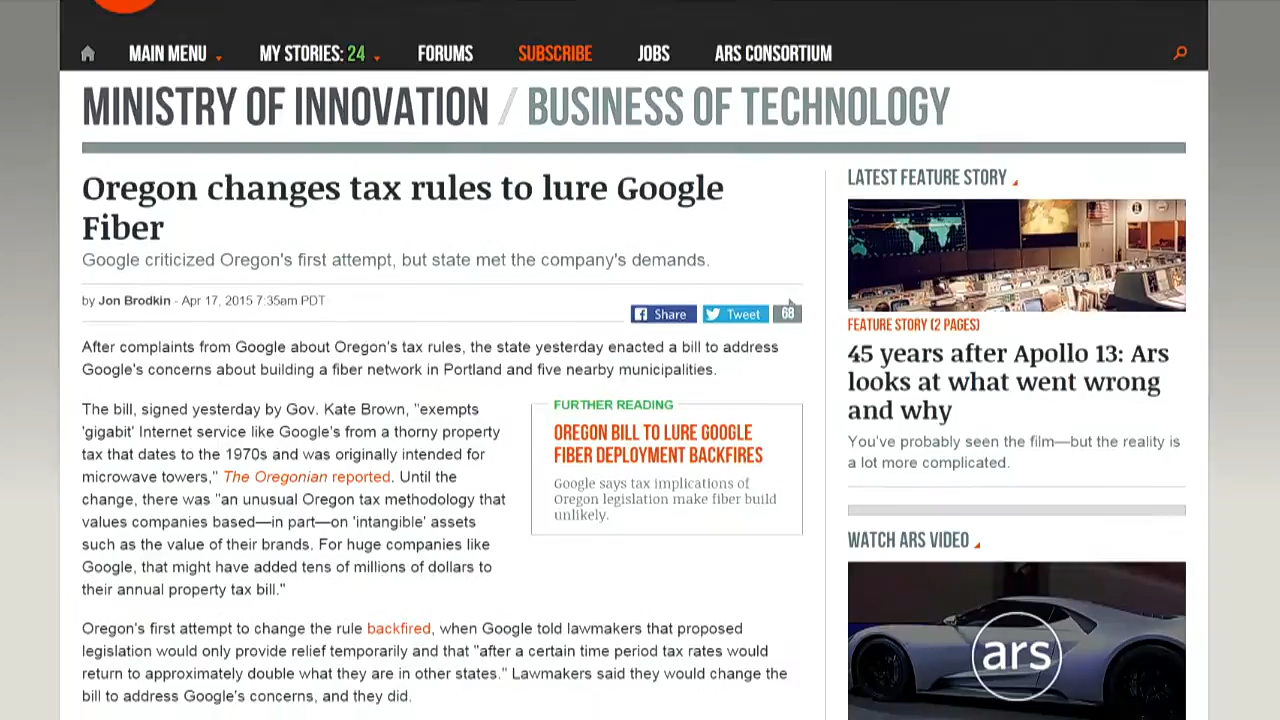 MAIN MENU MY STORIES: 24 FORUMS SUBSCRIBE JOBS ARS CONSORTIUM
MINISTRY OF INNOVATION / BUSINESS OF TECHNOLOGY
Oregon changes tax rules to lure Google
Fiber
Google criticized Oregon's first attempt, but state met the company's demands.
by Jon Brodkin - Apr 17, 2015 7:35am PDT
Share Tweet 68
After complaints from Google about Oregon's tax rules, the state yesterday enacted a bill to address
Google's concerns about building a fiber network in Portland and five nearby municipalities.
The bill, signed yesterday by Gov. Kate Brown, "exempts
'gigabit' Internet service like Google's from a thorny property
tax that dates to the 1970s and was originally intended for
microwave towers," The Oregonian reported. Until the
change, there was "an unusual Oregon tax methodology that
values companies based—in part—on 'intangible' assets
such as the value of their brands. For huge companies like
Google, that might have added tens of millions of dollars to
their annual property tax bill."
FURTHER READING
OREGON BILL TO LURE GOOGLE
FIBER DEPLOYMENT BACKFIRES
Google says tax implications of
Oregon legislation make fiber build
unlikely.
Oregon's first attempt to change the rule backfired, when Google told lawmakers that proposed
legislation would only provide relief temporarily and that "after a certain time period tax rates would
return to approximately double what they are in other states." Lawmakers said they would change the
bill to address Google's concerns, and they did.
LATEST FEATURE STORY
FEATURE STORY (2 PAGES)
45 years after Apollo 13: Ars
looks at what went wrong
and why
You've probably seen the film—but the reality is
a lot more complicated.
WATCH ARS VIDEO
ars